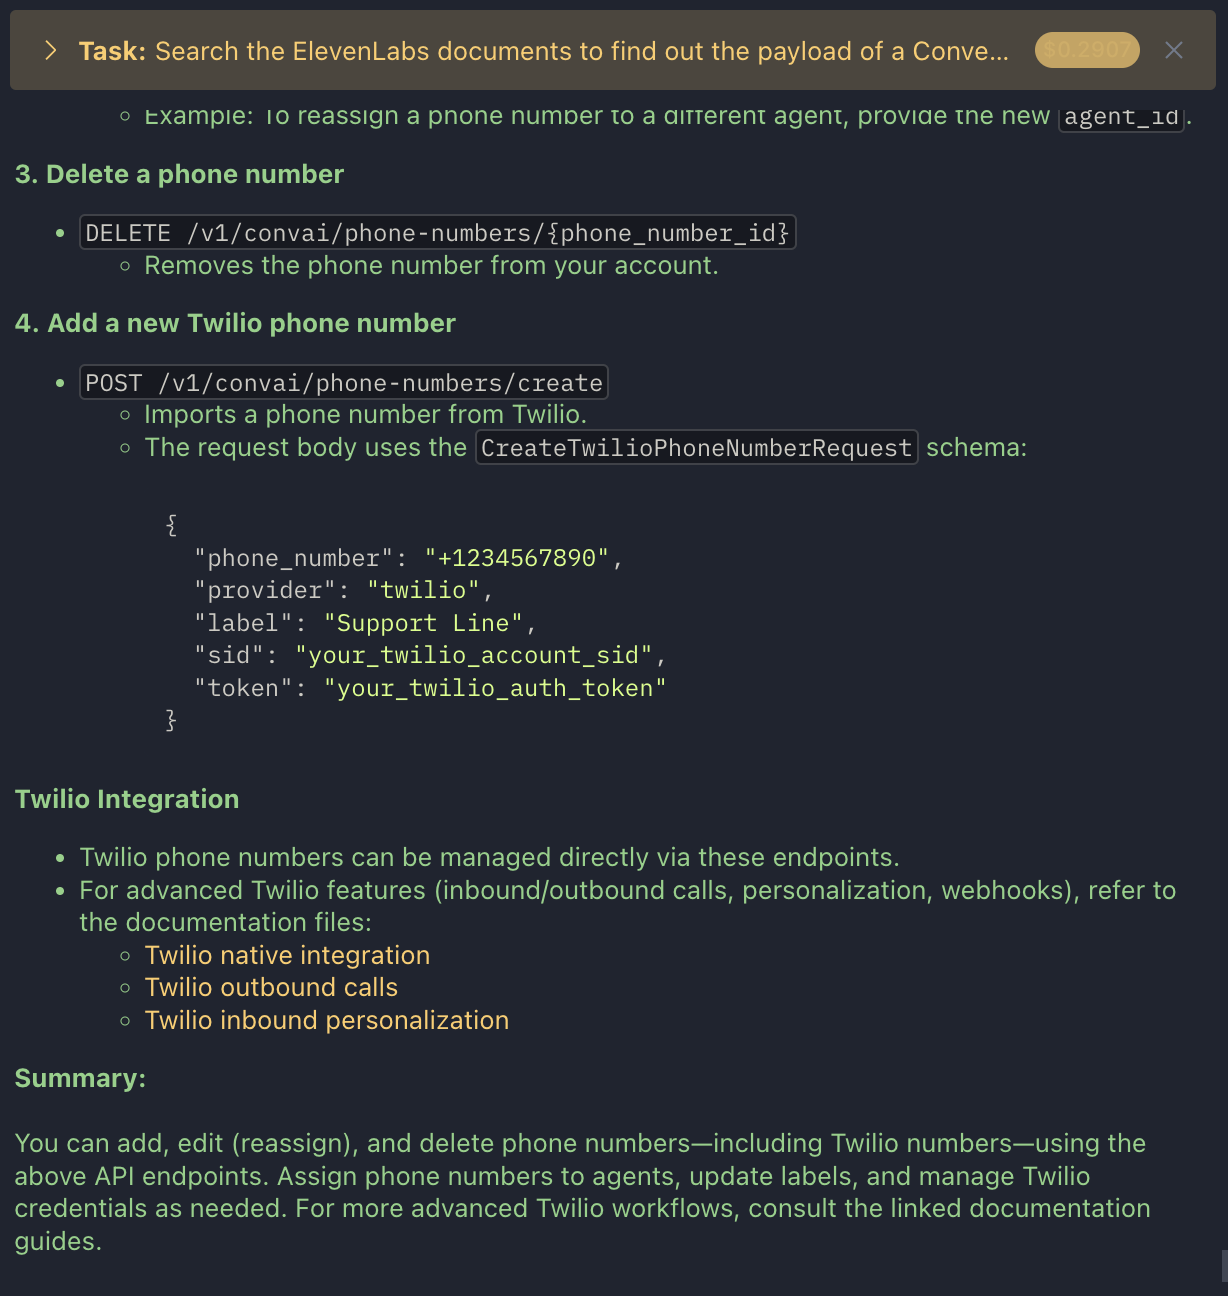 Task: Search the ElevenLabs documents to find out the payload of a Conve...
$0.2907
Example: To reassign a phone number to a different agent, provide the new agent_id.
3. Delete a phone number
DELETE /v1/convai/phone-numbers/{phone_number_id}
Removes the phone number from your account.
4. Add a new Twilio phone number
POST /v1/convai/phone-numbers/create
Imports a phone number from Twilio.
The request body uses the CreateTwilioPhoneNumberRequest schema:
{
"phone_number": "+1234567890",
"provider": "twilio",
"label": "Support Line",
"sid": "your_twilio_account_sid",
"token": "your_twilio_auth_token"
}
Twilio Integration
Twilio phone numbers can be managed directly via these endpoints.
For advanced Twilio features (inbound/outbound calls, personalization, webhooks), refer to
the documentation files:
Twilio native integration
Twilio outbound calls
Twilio inbound personalization
Summary:
You can add, edit (reassign), and delete phone numbers—including Twilio numbers—using the
above API endpoints. Assign phone numbers to agents, update labels, and manage Twilio
credentials as needed. For more advanced Twilio workflows, consult the linked documentation
guides.